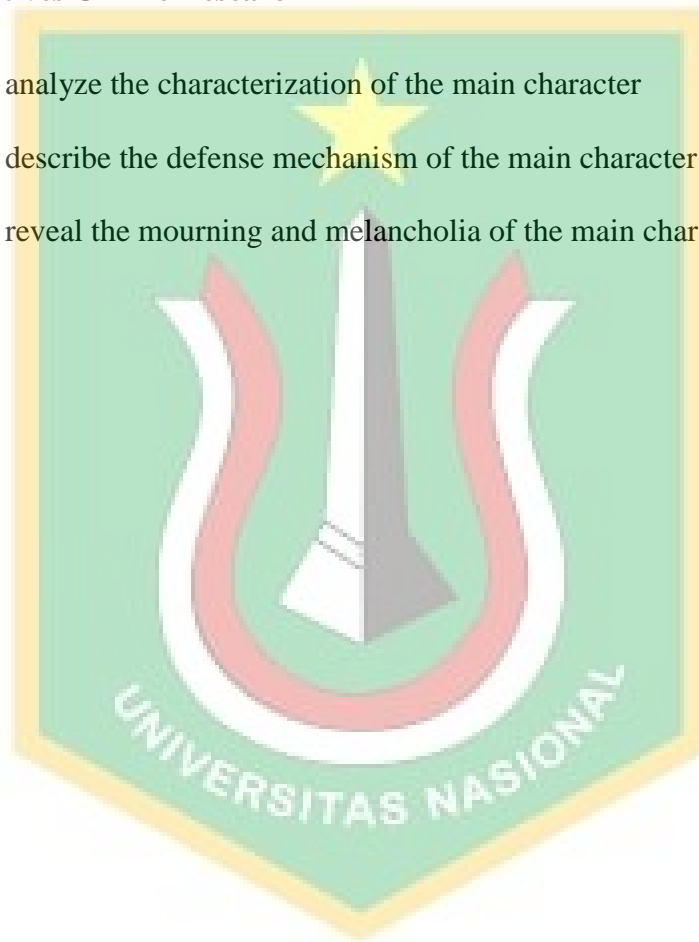 analyze the characterization of the main character
describe the defense mechanism of the main character
reveal the mourning and melancholia of the main char
UNIVERSITAS NASIONAL